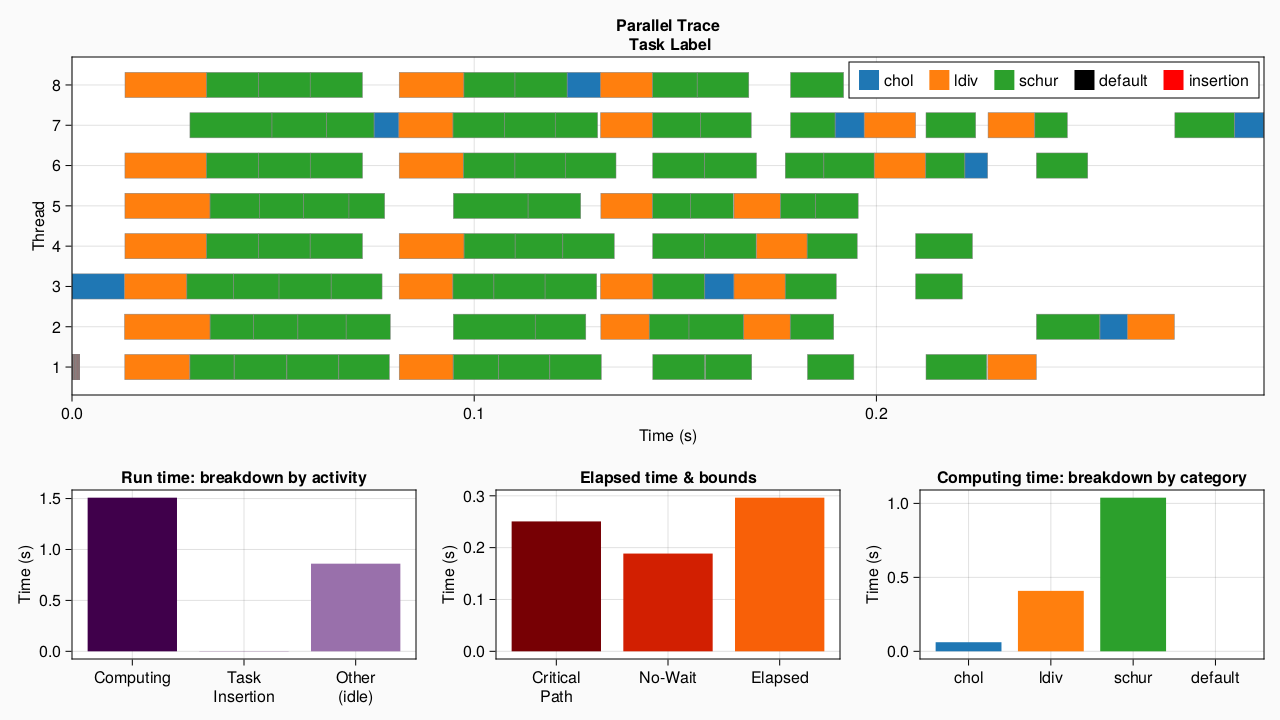 Parallel Trace
Task Label
chol ldiv schur default insertion
8
7
6
5
4
3
2
1
Thread
0.0 0.1 0.2
Time (s)
Run time: breakdown by activity
1.5
1.0
0.5
0.0
Time (s)
Computing Task Insertion Other (idle)
Elapsed time & bounds
0.3
0.2
0.1
0.0
Time (s)
Critical Path No-Wait Elapsed
Computing time: breakdown by category
1.0
0.5
0.0
Time (s)
chol ldiv schur default